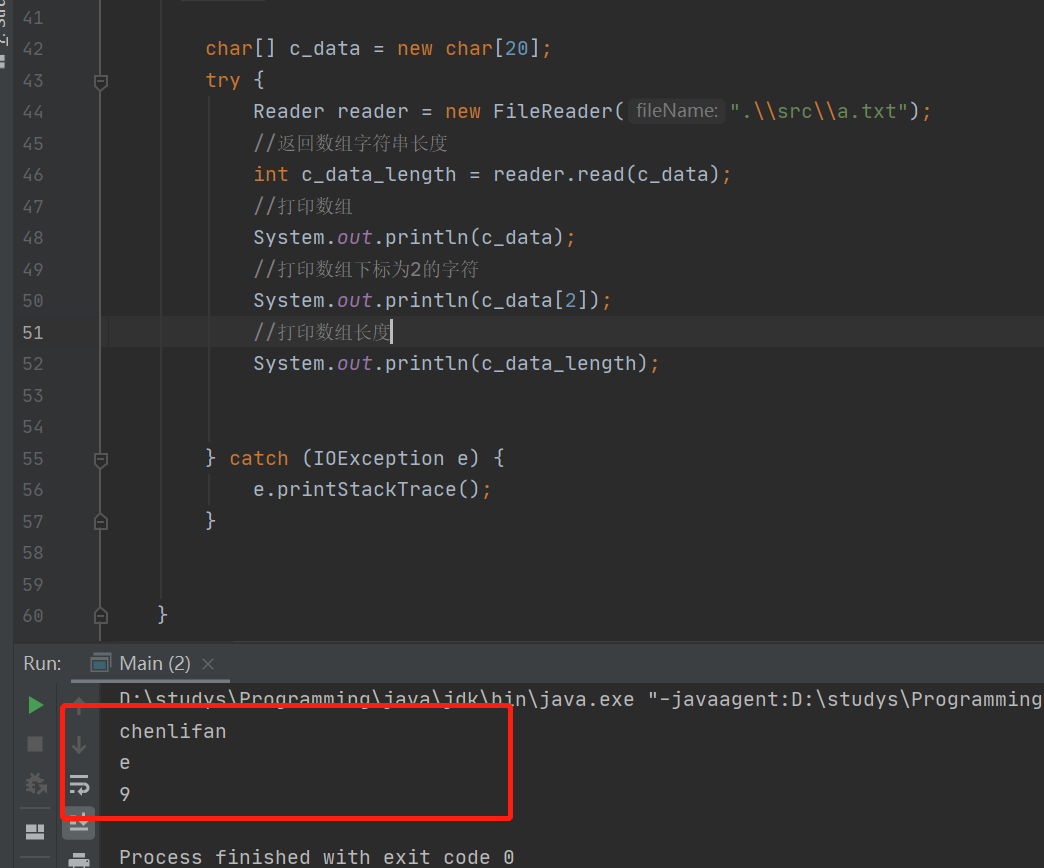 41
42 char[] c_data = new char[20];
43 try {
44 Reader reader = new FileReader( fileName: ".\\src\\a.txt");
45 //返回数组字符串长度
46 int c_data_length = reader.read(c_data);
47 //打印数组
48 System.out.println(c_data);
49 //打印数组下标为2的字符
50 System.out.println(c_data[2]);
51 //打印数组长度
52 System.out.println(c_data_length);
53
54
55 } catch (IOException e) {
56 e.printStackTrace();
57 }
58
59
60 }
Run: Main (2) ×
D:\studys\Programming\java\jdk\bin\java.exe "-javaagent:D:\studys\Programming
chenlifan
e
9
Process finished with exit code 0